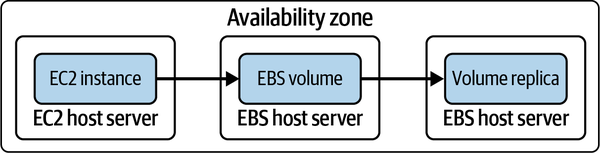 Availability zone
EC2 instance
EBS volume
Volume replica
EC2 host server
EBS host server
EBS host server